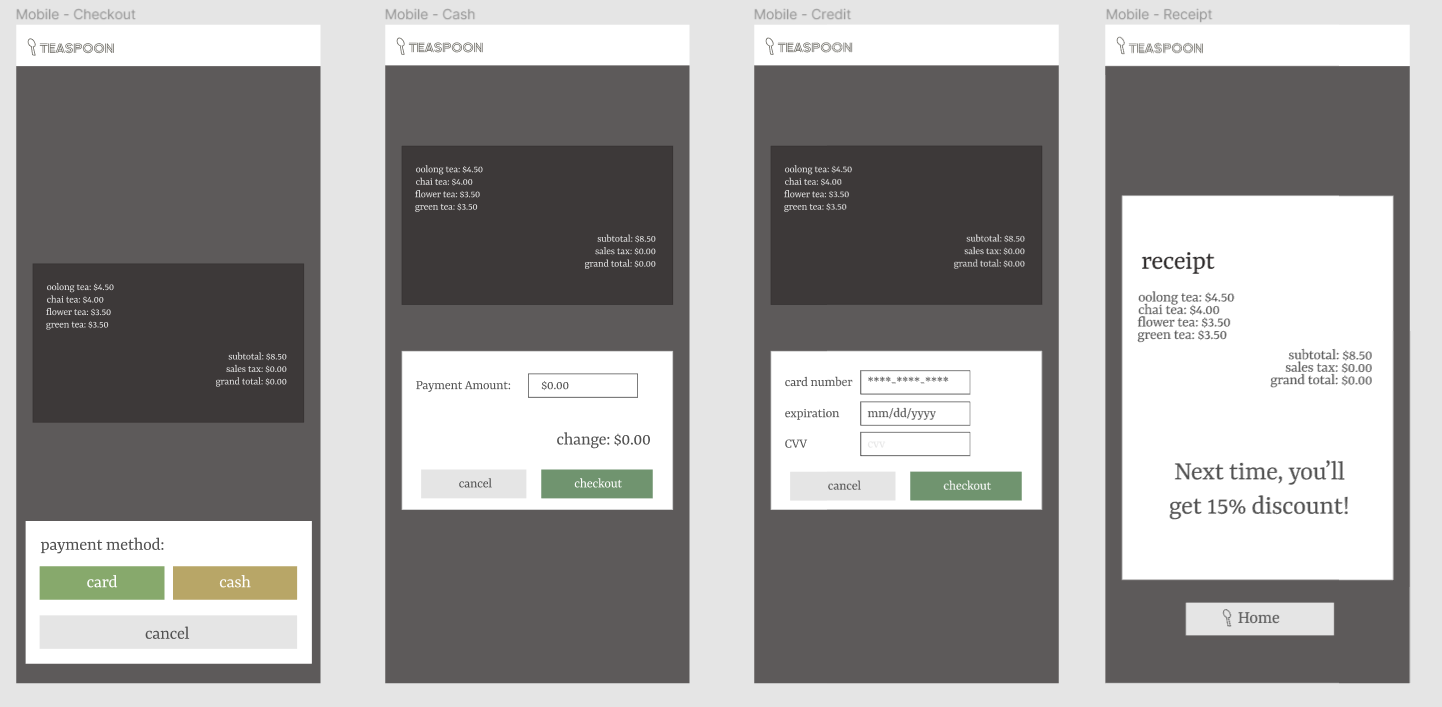 Mobile - Checkout
TEASPOON
oolong tea: $4.50
chai tea: $4.00
flower tea: $3.50
green tea: $3.50
subtotal: $8.50
sales tax: $0.00
grand total: $0.00
payment method:
card cash
cancel
Mobile - Cash
TEASPOON
oolong tea: $4.50
chai tea: $4.00
flower tea: $3.50
green tea: $3.50
subtotal: $8.50
sales tax: $0.00
grand total: $0.00
Payment Amount: $0.00
change: $0.00
cancel checkout
Mobile - Credit
TEASPOON
oolong tea: $4.50
chai tea: $4.00
flower tea: $3.50
green tea: $3.50
subtotal: $8.50
sales tax: $0.00
grand total: $0.00
card number ****-****-****
expiration mm/dd/yyyy
CVV cvv
cancel checkout
Mobile - Receipt
TEASPOON
receipt
oolong tea: $4.50
chai tea: $4.00
flower tea: $3.50
green tea: $3.50
subtotal: $8.50
sales tax: $0.00
grand total: $0.00
Next time, you’ll
get 15% discount!
Home